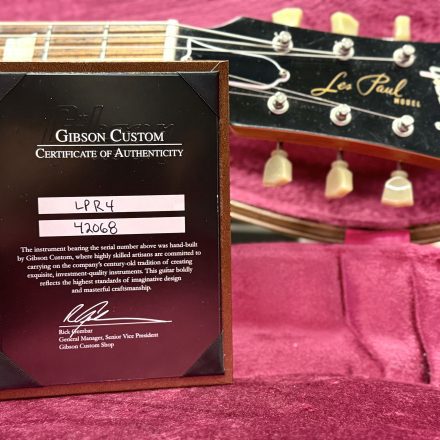 GIBSON CUSTOM
CERTIFICATE OF AUTHENTICITY
LPR4
42068
The instrument bearing the serial number above was hand-built
by Gibson Custom, where highly skilled artisans are committed to
carrying on the company's century-old tradition of creating
exquisite, investment-quality instruments. This guitar boldly
reflects the highest standards of imaginative design
and masterful craftsmanship.
Rick Gembar
General Manager, Senior Vice President
Gibson Custom Shop
Les Paul
MODEL